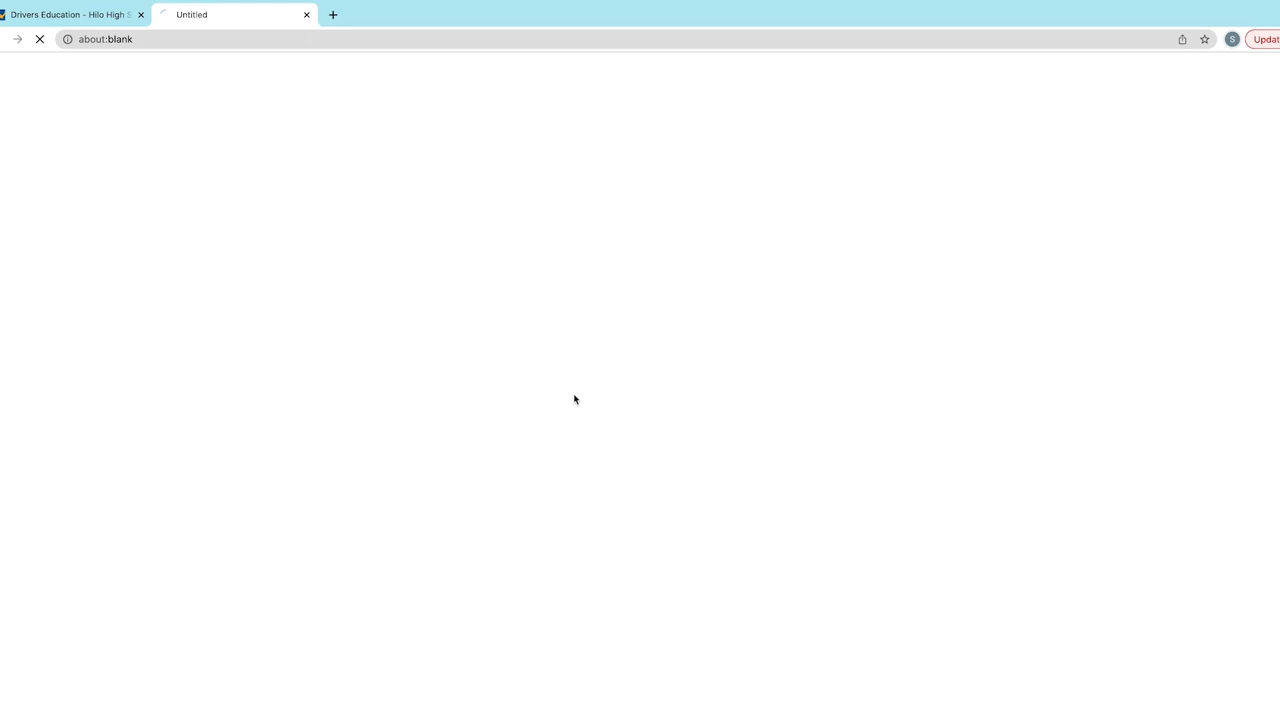 Drivers Education - Hilo High
Untitled
about:blank
S
Updat